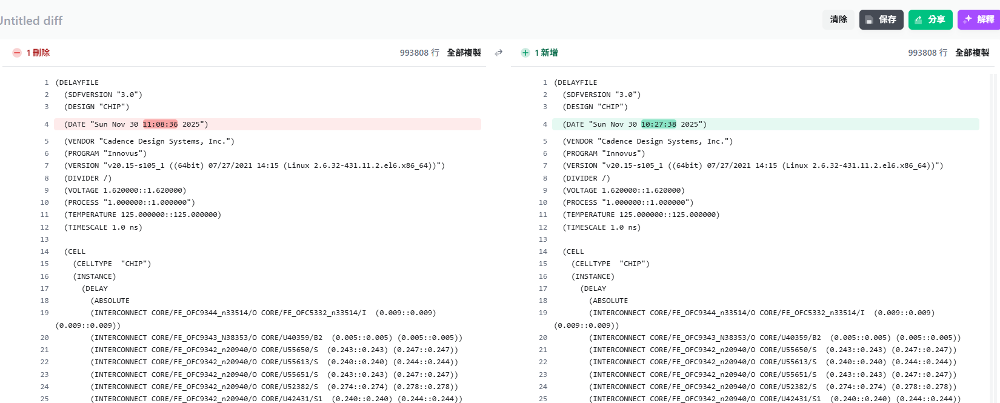 Untitled diff
清除
保存
分享
解釋
1 刪除
993808 行
全部複製
1 新增
993808 行
全部複製
1 (DELAYFILE
2 (SDFVERSION "3.0")
3 (DESIGN "CHIP")
4 (DATE "Sun Nov 30 11:08:36 2025")
5 (VENDOR "Cadence Design Systems, Inc.")
6 (PROGRAM "Innovus")
7 (VERSION "v20.15-s105_1 ((64bit) 07/27/2021 14:15 (Linux 2.6.32-431.11.2.el6.x86_64))")
8 (DIVIDER /)
9 (VOLTAGE 1.620000::1.620000)
10 (PROCESS "1.000000::1.000000")
11 (TEMPERATURE 125.000000::125.000000)
12 (TIMESCALE 1.0 ns)
13
14 (CELL
15 (CELLTYPE  "CHIP")
16 (INSTANCE)
17 (DELAY
18 (ABSOLUTE
19 (INTERCONNECT CORE/FE_OFC9344_n33514/O CORE/FE_OFC5332_n33514/I  (0.009::0.009)
(0.009::0.009))
20 (INTERCONNECT CORE/FE_OFC9343_N38353/O CORE/U40359/B2  (0.005::0.005) (0.005::0.005))
21 (INTERCONNECT CORE/FE_OFC9342_n20940/O CORE/U55650/S  (0.243::0.243) (0.247::0.247))
22 (INTERCONNECT CORE/FE_OFC9342_n20940/O CORE/U55613/S  (0.240::0.240) (0.244::0.244))
23 (INTERCONNECT CORE/FE_OFC9342_n20940/O CORE/U55651/S  (0.243::0.243) (0.247::0.247))
24 (INTERCONNECT CORE/FE_OFC9342_n20940/O CORE/U52382/S  (0.274::0.274) (0.278::0.278))
25 (INTERCONNECT CORE/FE_OFC9342_n20940/O CORE/U42431/S1  (0.240::0.240) (0.244::0.244))
1 (DELAYFILE
2 (SDFVERSION "3.0")
3 (DESIGN "CHIP")
4 (DATE "Sun Nov 30 10:27:38 2025")
5 (VENDOR "Cadence Design Systems, Inc.")
6 (PROGRAM "Innovus")
7 (VERSION "v20.15-s105_1 ((64bit) 07/27/2021 14:15 (Linux 2.6.32-431.11.2.el6.x86_64))")
8 (DIVIDER /)
9 (VOLTAGE 1.620000::1.620000)
10 (PROCESS "1.000000::1.000000")
11 (TEMPERATURE 125.000000::125.000000)
12 (TIMESCALE 1.0 ns)
13
14 (CELL
15 (CELLTYPE  "CHIP")
16 (INSTANCE)
17 (DELAY
18 (ABSOLUTE
19 (INTERCONNECT CORE/FE_OFC9344_n33514/O CORE/FE_OFC5332_n33514/I  (0.009::0.009)
(0.009::0.009))
20 (INTERCONNECT CORE/FE_OFC9343_N38353/O CORE/U40359/B2  (0.005::0.005) (0.005::0.005))
21 (INTERCONNECT CORE/FE_OFC9342_n20940/O CORE/U55650/S  (0.243::0.243) (0.247::0.247))
22 (INTERCONNECT CORE/FE_OFC9342_n20940/O CORE/U55613/S  (0.240::0.240) (0.244::0.244))
23 (INTERCONNECT CORE/FE_OFC9342_n20940/O CORE/U55651/S  (0.243::0.243) (0.247::0.247))
24 (INTERCONNECT CORE/FE_OFC9342_n20940/O CORE/U52382/S  (0.274::0.274) (0.278::0.278))
25 (INTERCONNECT CORE/FE_OFC9342_n20940/O CORE/U42431/S1  (0.240::0.240) (0.244::0.244))